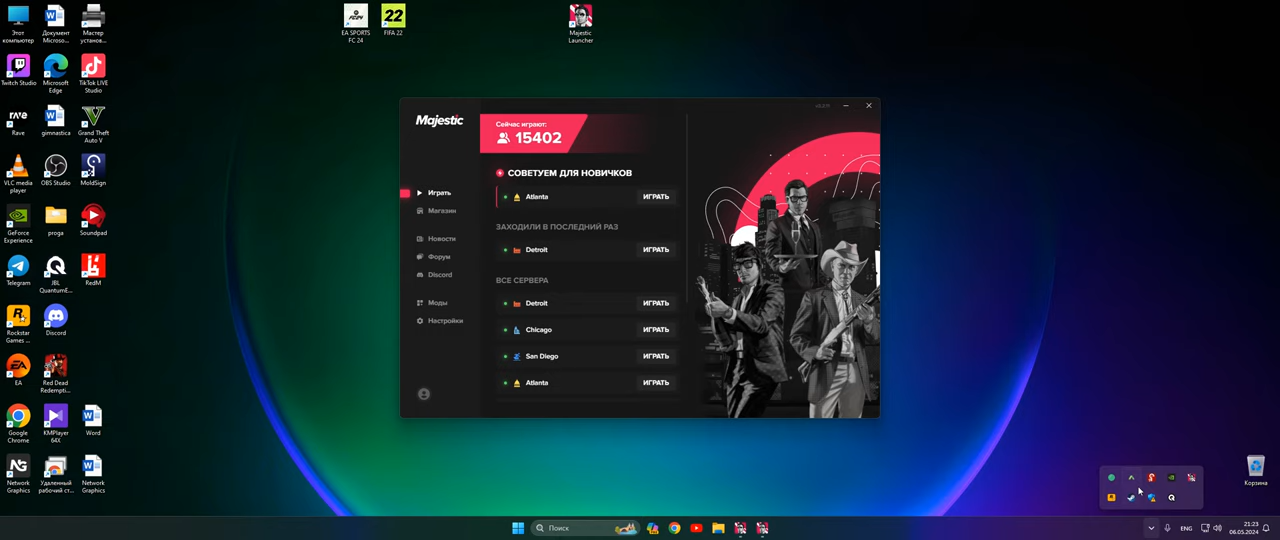 Этот компьютер
Документ Microso...
Мастер установ...
Twitch Studio
Microsoft Edge
TikTok LIVE Studio
rave
Rave
gimnastica
Grand Theft Auto V
VLC media player
OBS Studio
MoldSign
GeForce Experience
proga
Soundpad
Telegram
JBL QuantumE...
RedM
Rockstar Games ...
Discord
EA
Red Dead Redempti...
Google Chrome
KMPlayer 64X
Word
Network Graphics
Удаленный рабочий ст...
Network Graphics
EA SPORTS FC 24
22
FIFA 22
Majestic Launcher
Majestic
Играть
Магазин
Новости
Форум
Discord
Моды
Настройки
Сейчас играют:
15402
СОВЕТУЕМ ДЛЯ НОВИЧКОВ
Atlanta ИГРАТЬ
ЗАХОДИЛИ В ПОСЛЕДНИЙ РАЗ
Detroit ИГРАТЬ
ВСЕ СЕРВЕРА
Detroit ИГРАТЬ
Chicago ИГРАТЬ
San Diego ИГРАТЬ
Atlanta ИГРАТЬ
Корзина
Поиск
ENG
21:23
06.05.2024